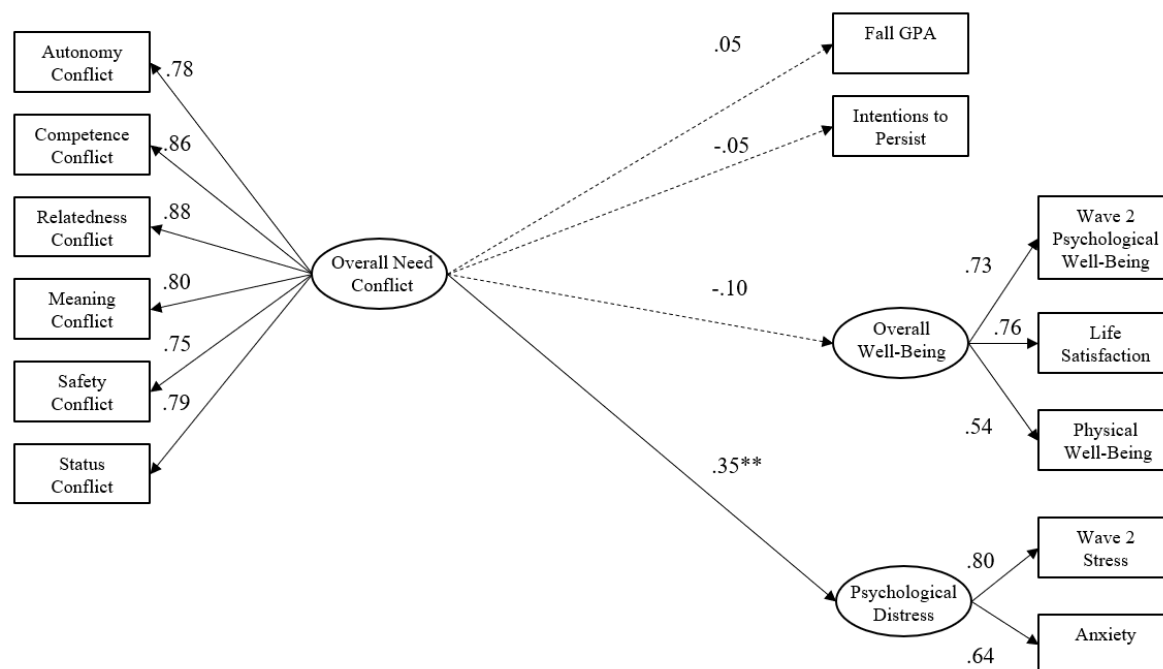 Autonomy
Conflict
.78
Competence
Conflict
.86
Relatedness
Conflict
.88
Meaning
Conflict
.80
Safety
Conflict
.75
Status
Conflict
.79
Overall Need
Conflict
.05
-.05
-.10
.35**
Fall GPA
Intentions to
Persist
Overall
Well-Being
.73
.76
.54
Wave 2
Psychological
Well-Being
Life
Satisfaction
Physical
Well-Being
Psychological
Distress
.80
.64
Wave 2
Stress
Anxiety